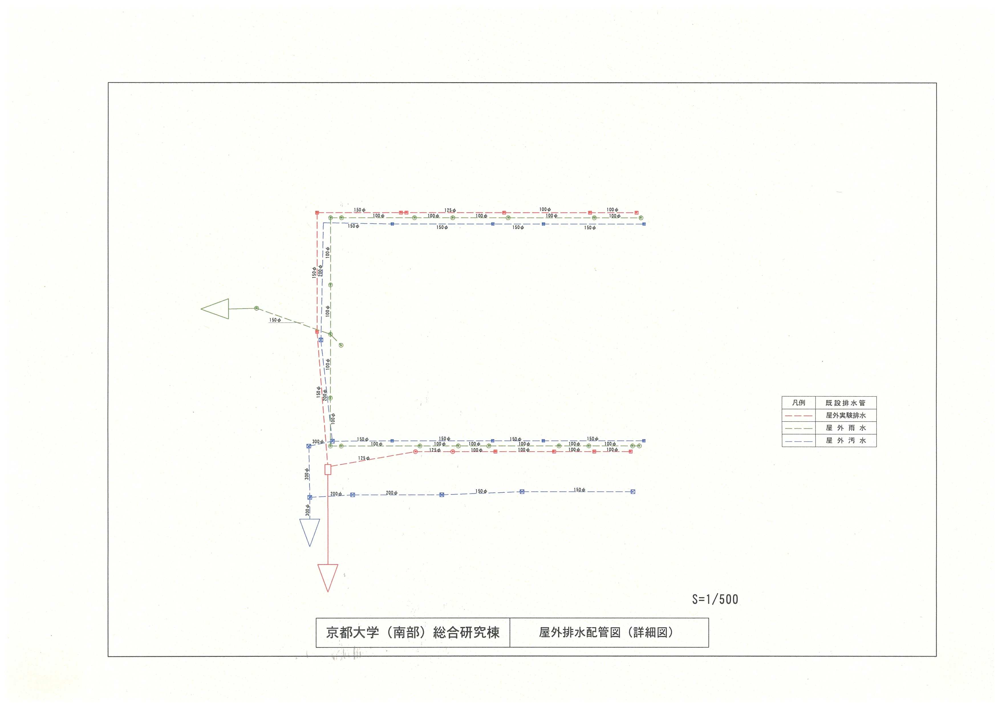 150φ 125φ 100φ 100φ
100φ 100φ 100φ 100φ 100φ
150φ 150φ 150φ 150φ
100φ
150φ
200φ
100φ
150φ
100φ
150φ
200φ
100φ
凡例 既設排水管
屋外実験排水
屋外雨水
屋外汚水
300φ 150φ 150φ 150φ 150φ
100φ 100φ 100φ 100φ 100φ 100φ
125φ 100φ 100φ 100φ 100φ
125φ
300φ
200φ 200φ 150φ 150φ
300φ
S=1/500
京都大学（南部）総合研究棟 屋外排水配管図（詳細図）